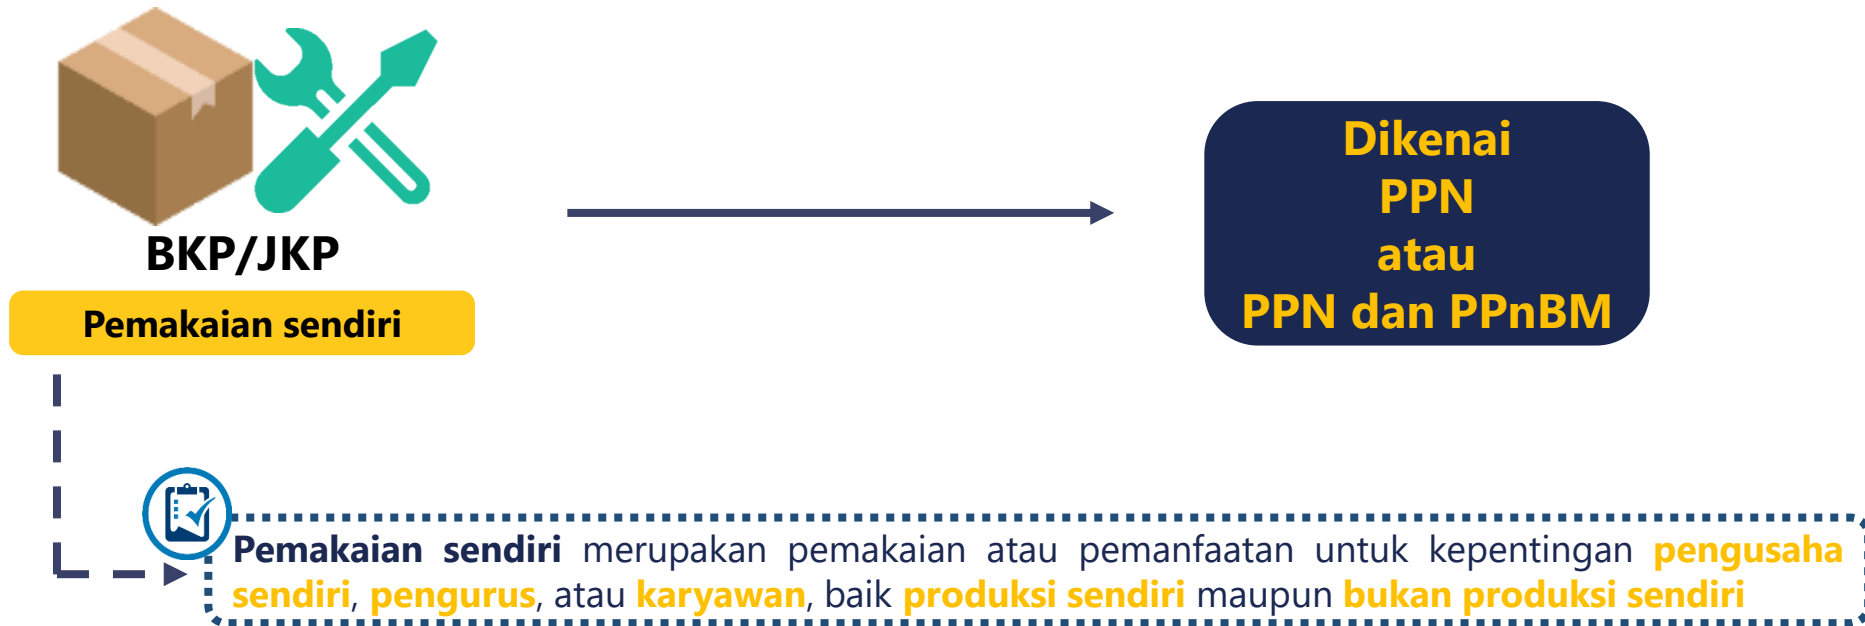 BKP/JKP
Pemakaian sendiri
Dikenai
PPN
atau
PPN dan PPnBM
Pemakaian sendiri merupakan pemakaian atau pemanfaatan untuk kepentingan pengusaha
sendiri, pengurus, atau karyawan, baik produksi sendiri maupun bukan produksi sendiri